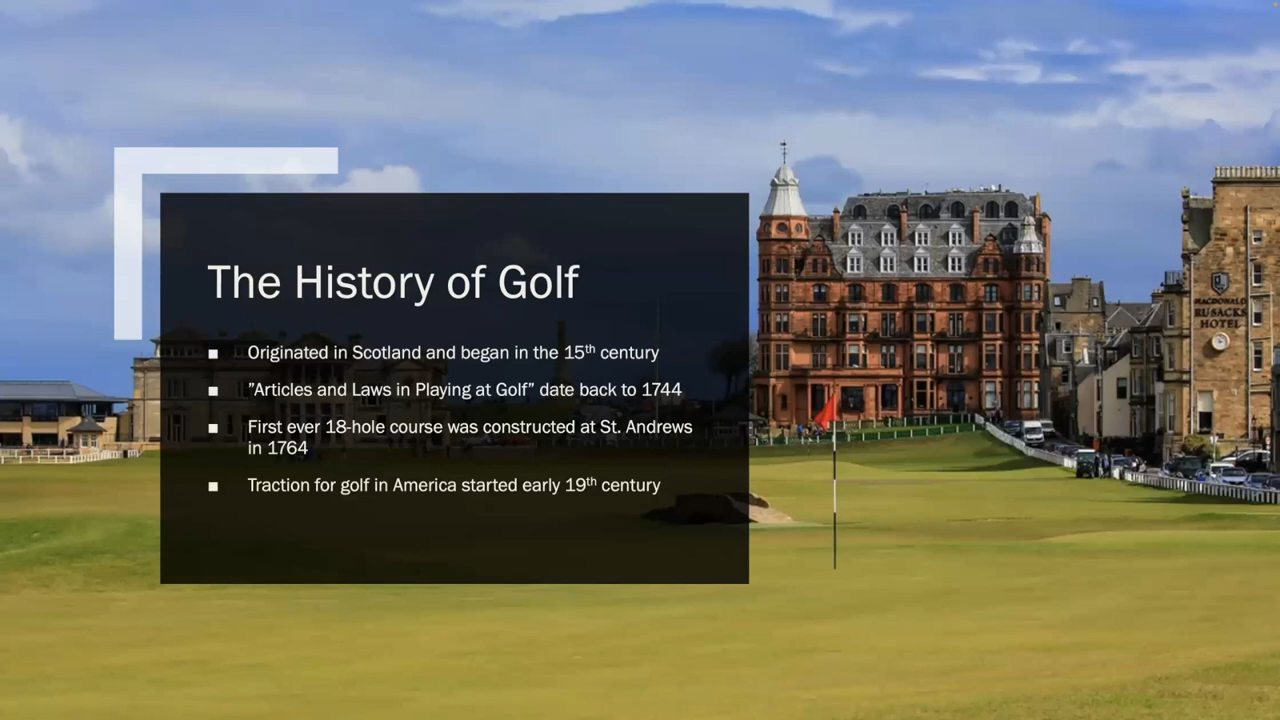 The History of Golf
■ Originated in Scotland and began in the 15th century
■ ”Articles and Laws in Playing at Golf” date back to 1744
■ First ever 18-hole course was constructed at St. Andrews
in 1764
■ Traction for golf in America started early 19th century
MACDONALD
RUSACKS
HOTEL